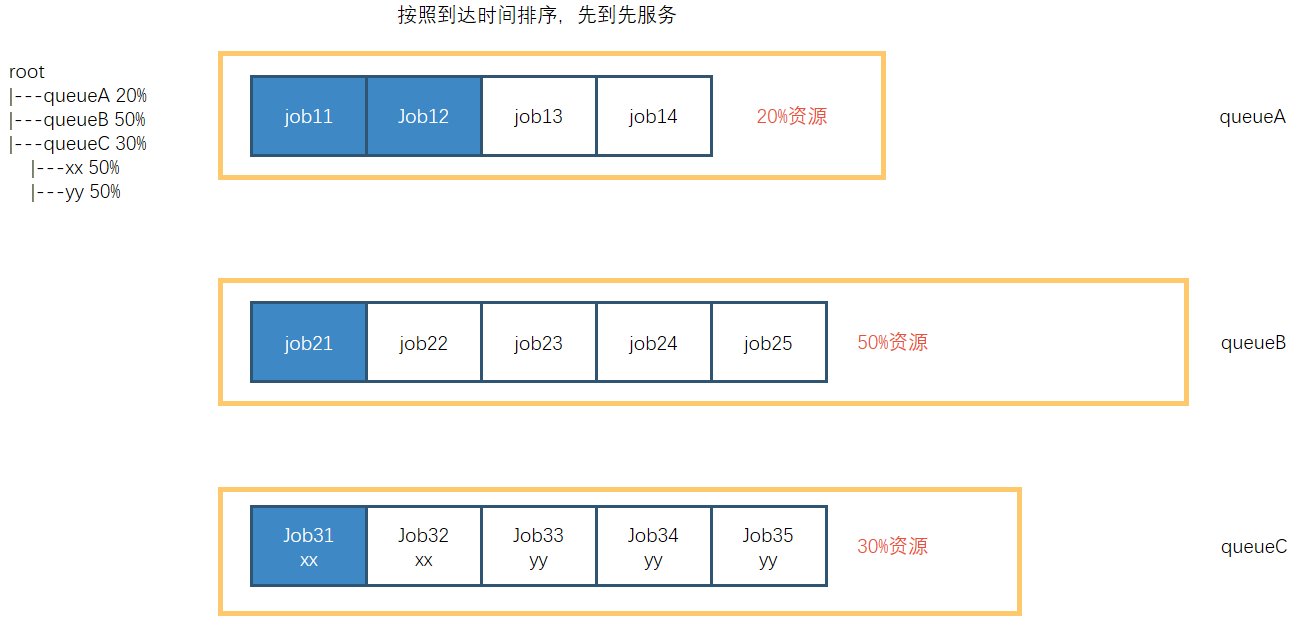 按照到达时间排序，先到先服务
root
|---queueA 20%
|---queueB 50%
|---queueC 30%
|---xx 50%
|---yy 50%
job11
Job12
job13
job14
20%资源
queueA
job21
job22
job23
job24
job25
50%资源
queueB
Job31
xx
Job32
xx
Job33
yy
Job34
yy
Job35
yy
30%资源
queueC